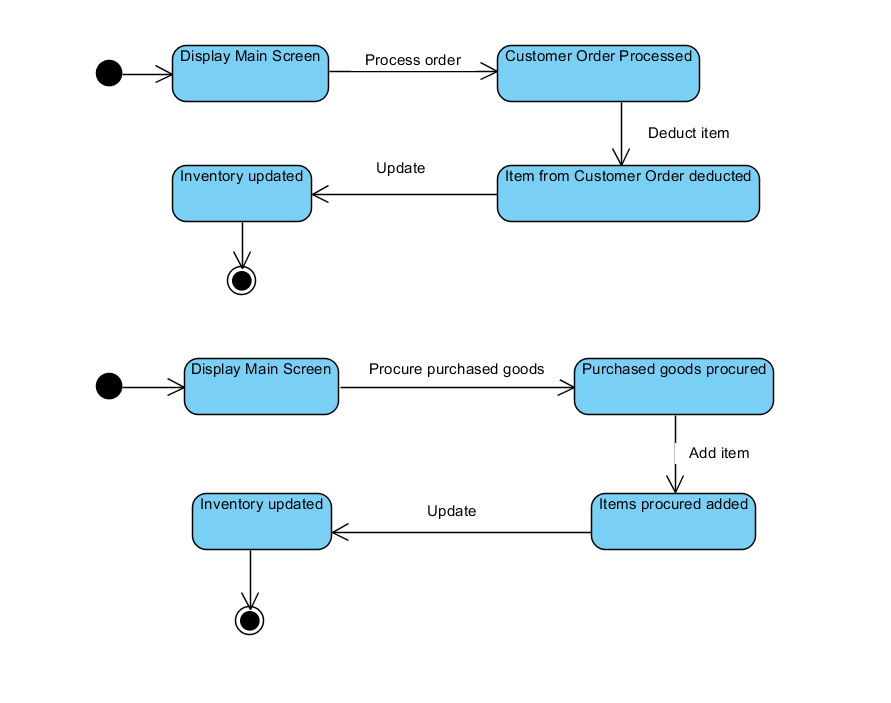 Display Main Screen
Process order
Customer Order Processed
Deduct item
Item from Customer Order deducted
Update
Inventory updated
Display Main Screen
Procure purchased goods
Purchased goods procured
Add item
Items procured added
Update
Inventory updated